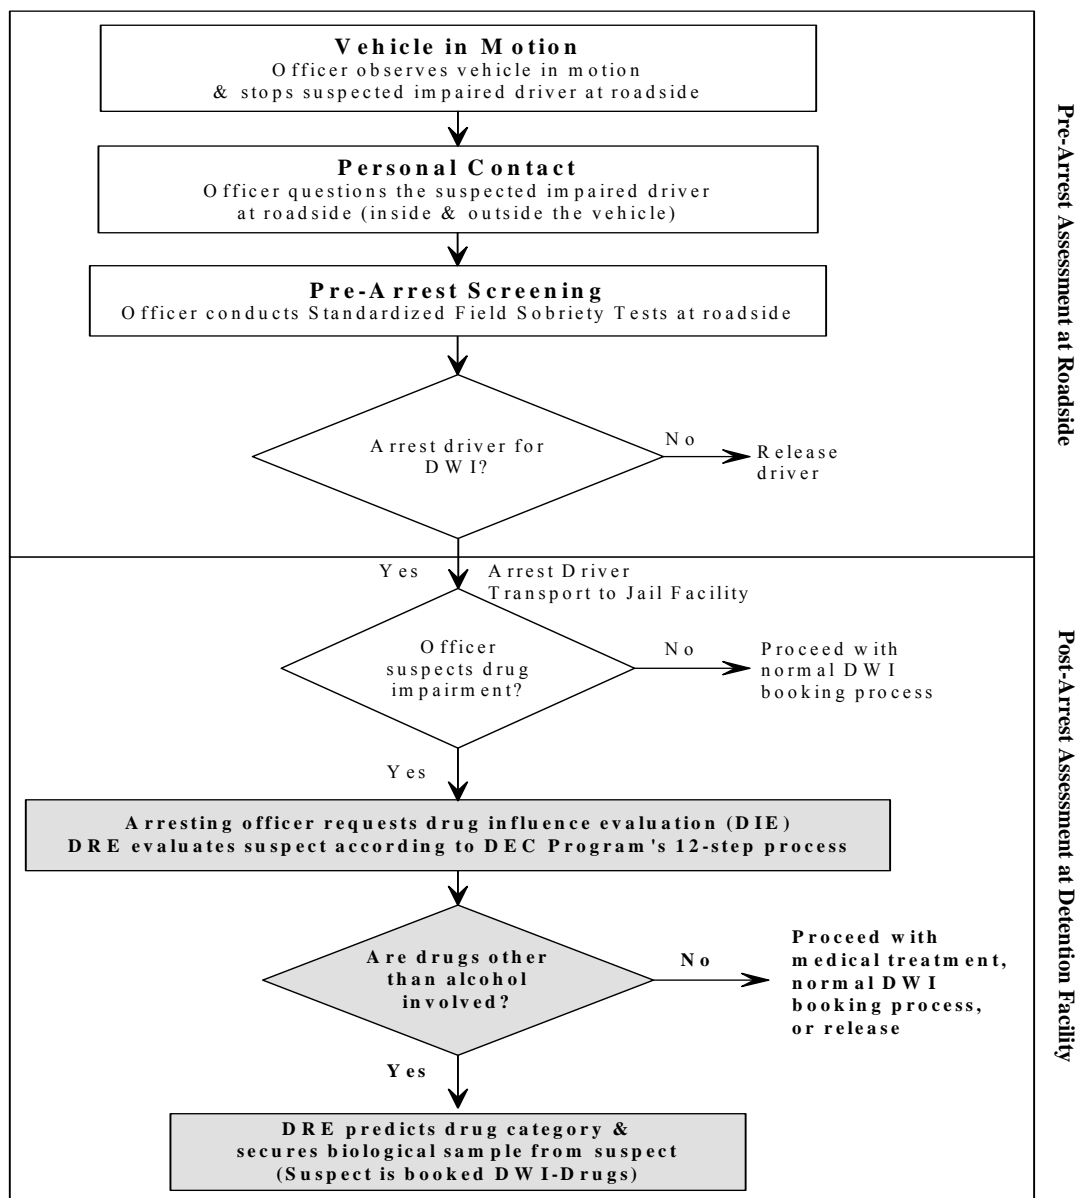 Vehicle in Motion
Officer observes vehicle in motion
& stops suspected impaired driver at roadside
Personal Contact
Officer questions the suspected impaired driver
at roadside (inside & outside the vehicle)
Pre-Arrest Screening
Officer conducts Standardized Field Sobriety Tests at roadside
Arrest driver for
DWI?
No
Release
driver
Pre-Arrest Assessment at Roadside
Yes
Arrest Driver
Transport to Jail Facility
Officer
suspects drug
impairment?
No
Proceed with
normal DWI
booking process
Yes
Arresting officer requests drug influence evaluation (DIE)
DRE evaluates suspect according to DEC Program's 12-step process
Are drugs other
than alcohol
involved?
No
Proceed with
medical treatment,
normal DWI
booking process,
or release
Yes
DRE predicts drug category &
secures biological sample from suspect
(Suspect is booked DWI-Drugs)
Post-Arrest Assessment at Detention Facility